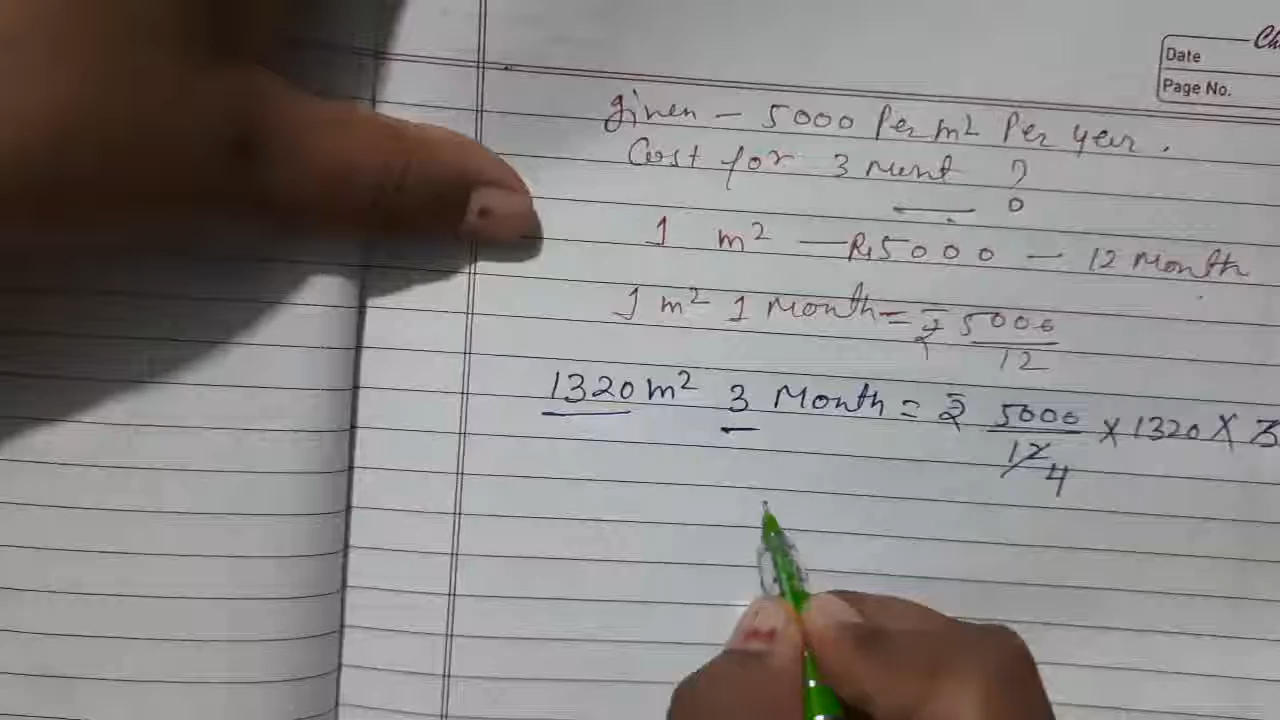 Date
Page No.
given - 5000 Per m² Per year.
Cost for 3 ?
1 m² — Rs 5000 — 12 Month
1 m² 1 Month = ₹ 5000/12
1320 m² 3 Month = ₹ 5000/12 × 1320 × 3
4